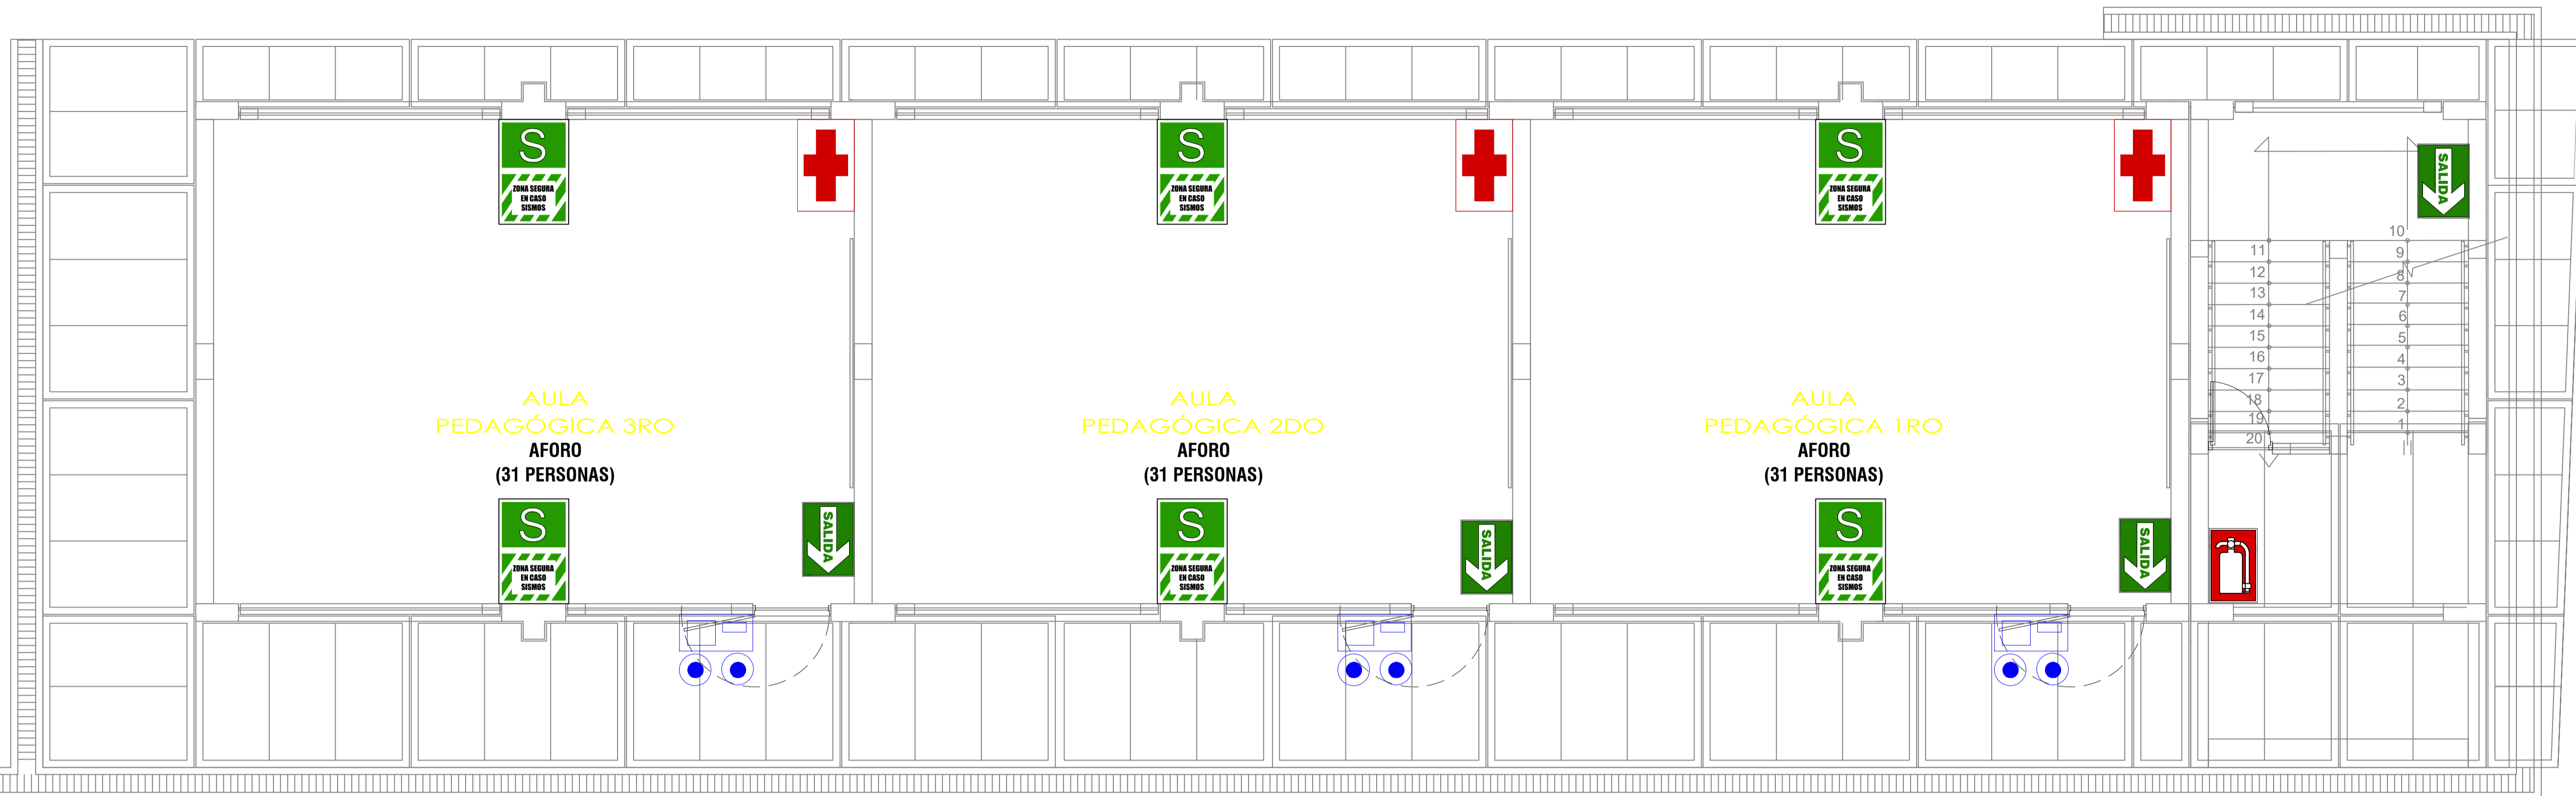 S
ZONA SEGURA
EN CASO
SISMOS
S
ZONA SEGURA
EN CASO
SISMOS
S
ZONA SEGURA
EN CASO
SISMOS
SALIDA
10
11
9
12
8
13
7
14
6
15
5
16
4
17
3
18
2
19
1
20
AULA
PEDAGÓGICA 3RO
AFORO
(31 PERSONAS)
AULA
PEDAGÓGICA 2DO
AFORO
(31 PERSONAS)
AULA
PEDAGÓGICA 1RO
AFORO
(31 PERSONAS)
S
ZONA SEGURA
EN CASO
SISMOS
SALIDA
S
ZONA SEGURA
EN CASO
SISMOS
SALIDA
S
ZONA SEGURA
EN CASO
SISMOS
SALIDA